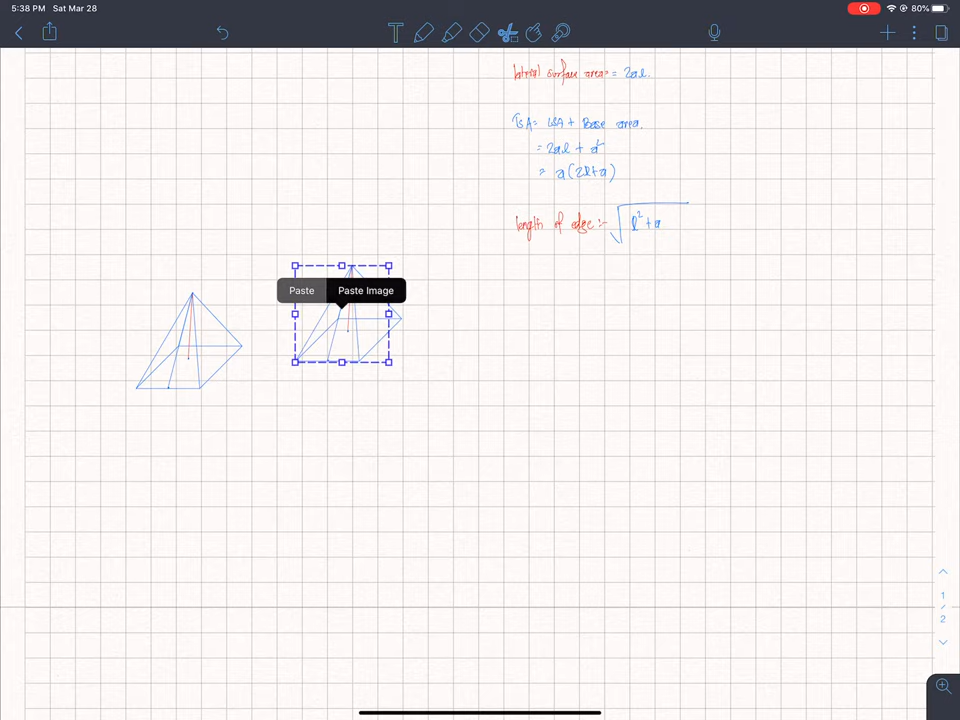 5:38 PM Sat Mar 28
80%
T
lateral surface area = 2al.
TSA = LSA + Base area.
= 2al + a²
= a(2l+a)
length of edge :- √l² + a
Paste
Paste Image
1
/
2